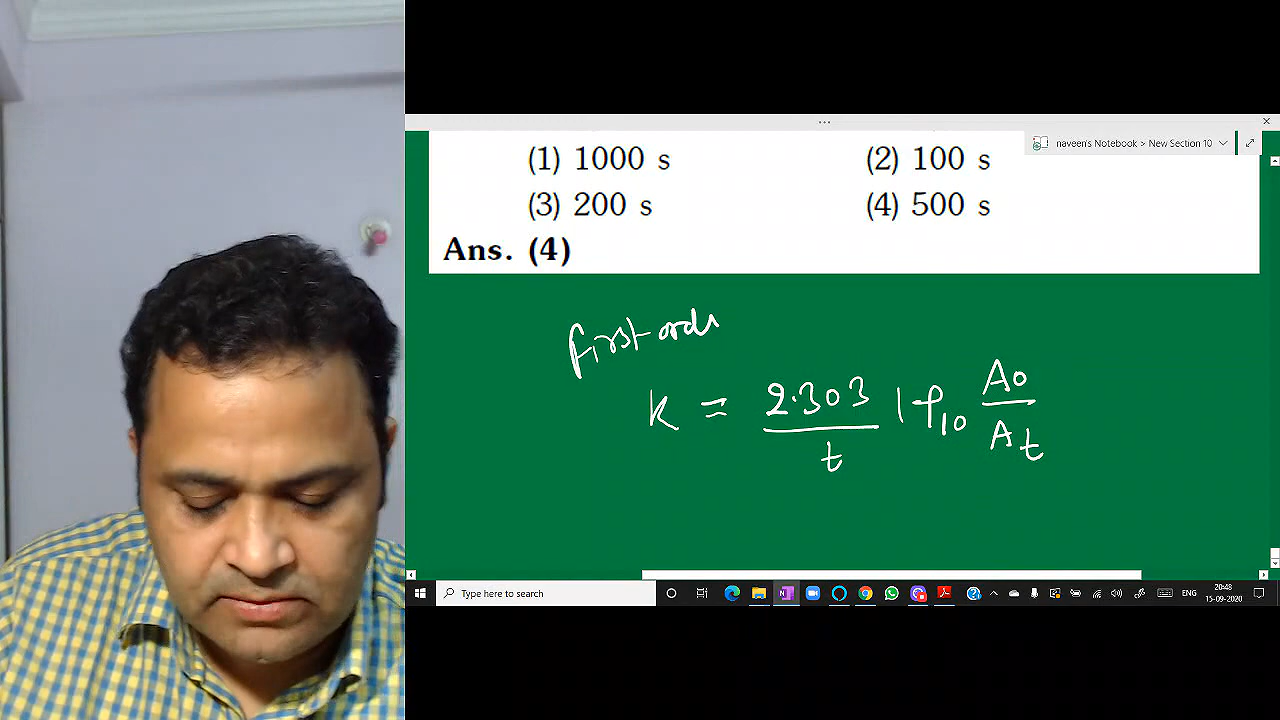 ...
naveen's Notebook > New Section 10
(1) 1000 s (2) 100 s
(3) 200 s (4) 500 s
Ans. (4)
first order
K = 2.303 / t log10 A0 / At
Type here to search
ENG
20:48
15-09-2020